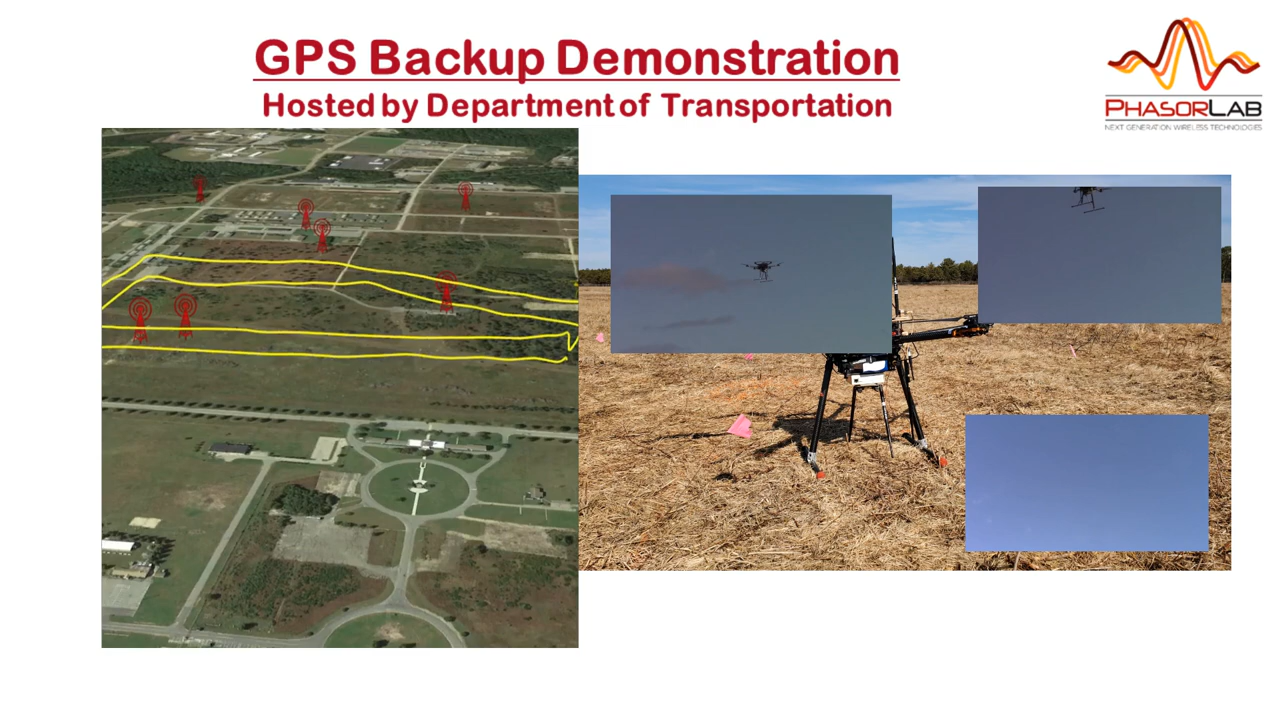 GPS Backup Demonstration
Hosted by Department of Transportation
PHASORLAB
NEXT GENERATION WIRELESS TECHNOLOGIES